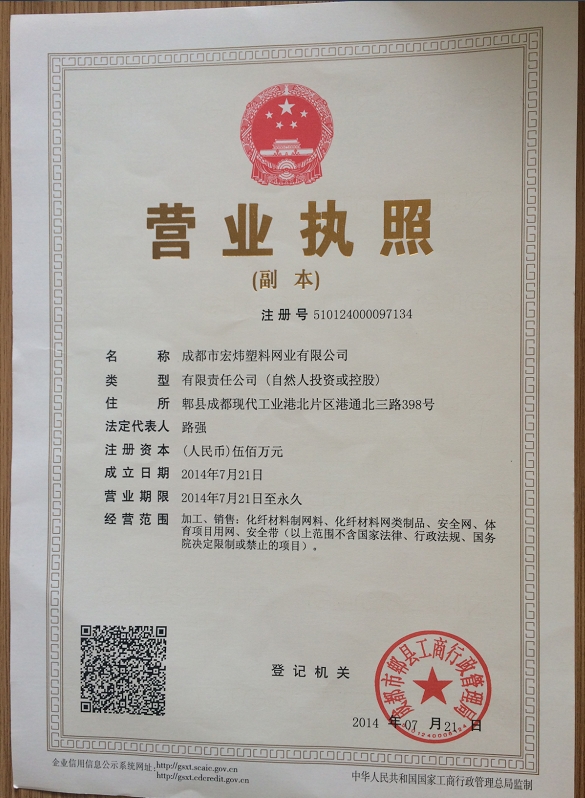 营业执照
(副 本)
注册号 510124000097134
名 称 成都市宏炜塑料网业有限公司
类 型 有限责任公司 (自然人投资或控股)
住 所 郫县成都现代工业港北片区港通北三路398号
法定代表人 路强
注册资本 (人民币)伍佰万元
成立日期 2014年7月21日
营业期限 2014年7月21日至永久
经营范围 加工、销售: 化纤材料制网料、化纤材料网类制品、安全网、体
育项目用网、安全带 (以上范围不含国家法律、行政法规、国务
院决定限制或禁止的项目) 。
登记机关
成都市郫县工商行政管理局
2014 年 07 月 21 日
企业信用信息公示系统网址: http://gsxt.scaic.gov.cn
http://gsxt.cdcredit.gov.cn
中华人民共和国国家工商行政管理总局监制